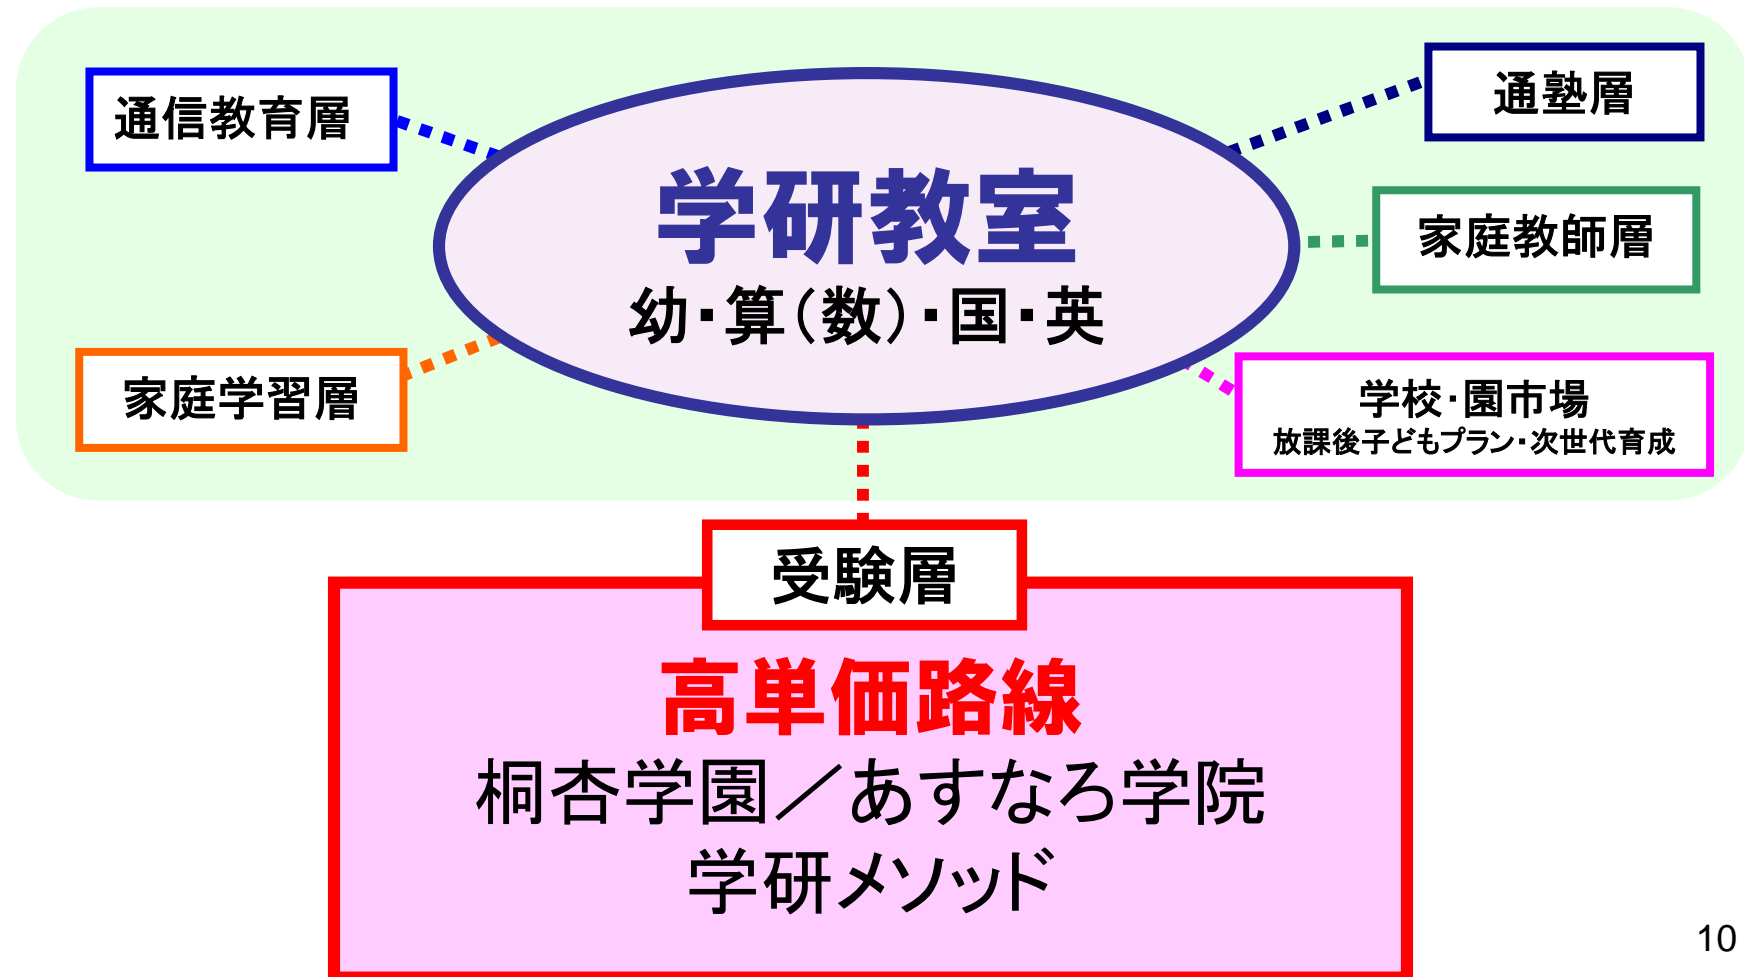 通信教育層
通塾層
学研教室
幼・算（数）・国・英
家庭教師層
家庭学習層
学校・園市場
放課後子どもプラン・次世代育成
受験層
高単価路線
桐杏学園／あすなろ学院
学研メソッド
10